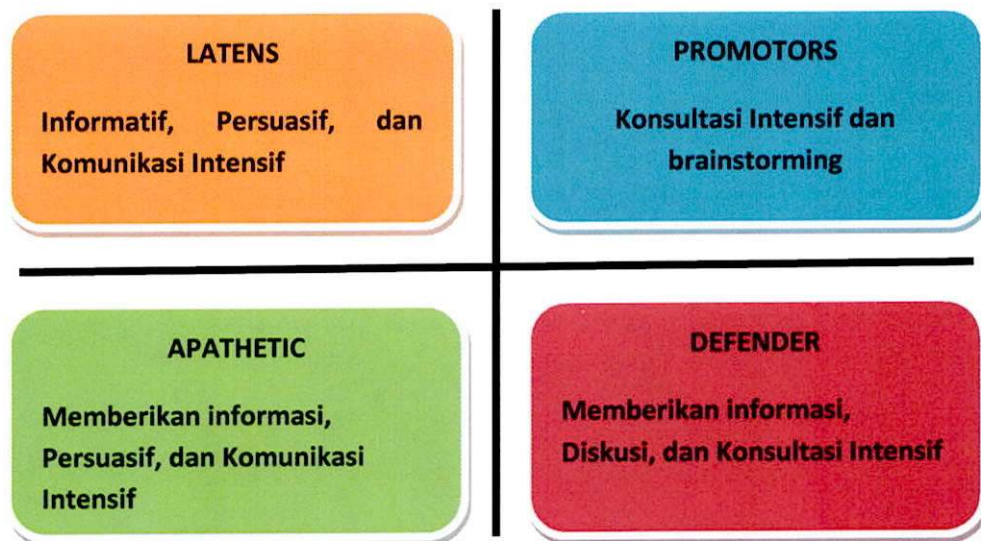 LATENS
Informatif, Persuasif, dan
Komunikasi Intensif
PROMOTORS
Konsultasi Intensif dan
brainstorming
APATHETIC
Memberikan informasi,
Persuasif, dan Komunikasi
Intensif
DEFENDER
Memberikan informasi,
Diskusi, dan Konsultasi Intensif